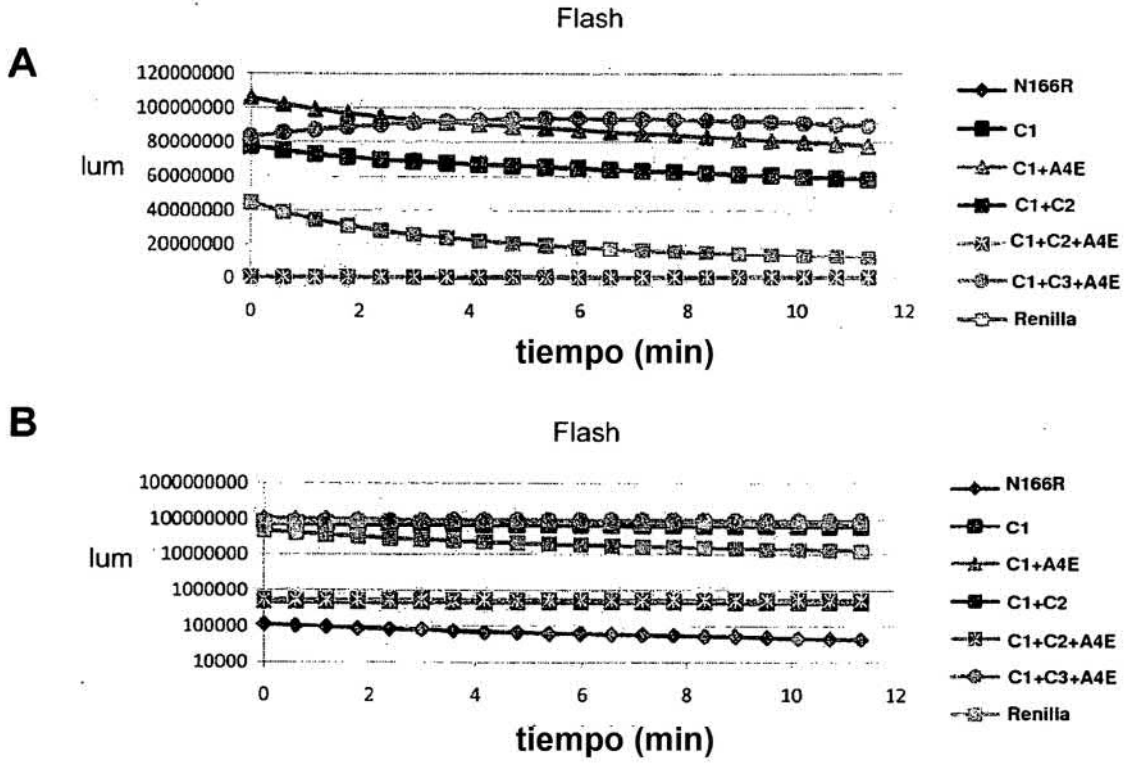 Flash
A
120000000
100000000
80000000
60000000
40000000
20000000
0
lum
0 2 4 6 8 10 12
tiempo (min)
N166R
C1
C1+A4E
C1+C2
C1+C2+A4E
C1+C3+A4E
Renilla
B
Flash
1000000000
100000000
10000000
1000000
100000
10000
lum
0 2 4 6 8 10 12
tiempo (min)
N166R
C1
C1+A4E
C1+C2
C1+C2+A4E
C1+C3+A4E
Renilla